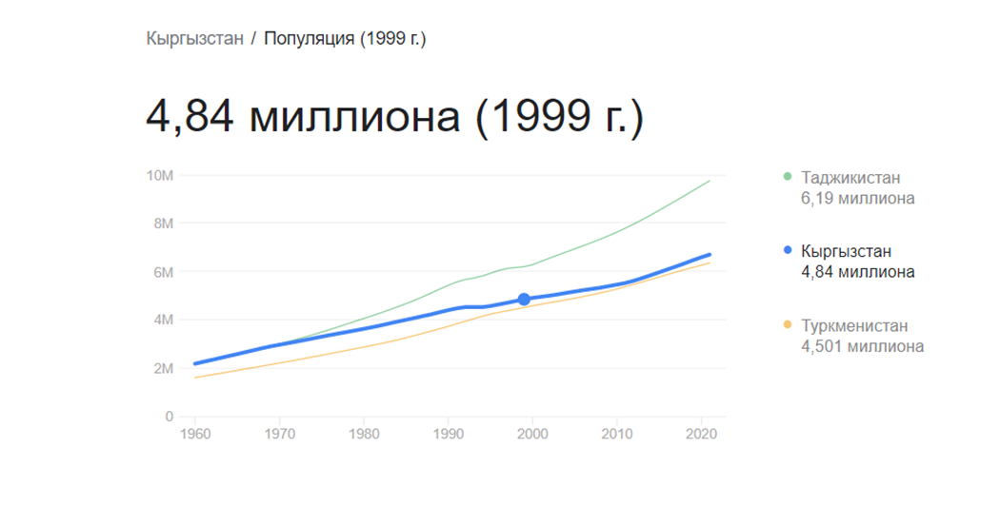 Кыргызстан / Популяция (1999 г.)
4,84 миллиона (1999 г.)
10M
8M
6M
4M
2M
0
1960 1970 1980 1990 2000 2010 2020
Таджикистан
6,19 миллиона
Кыргызстан
4,84 миллиона
Туркменистан
4,501 миллиона